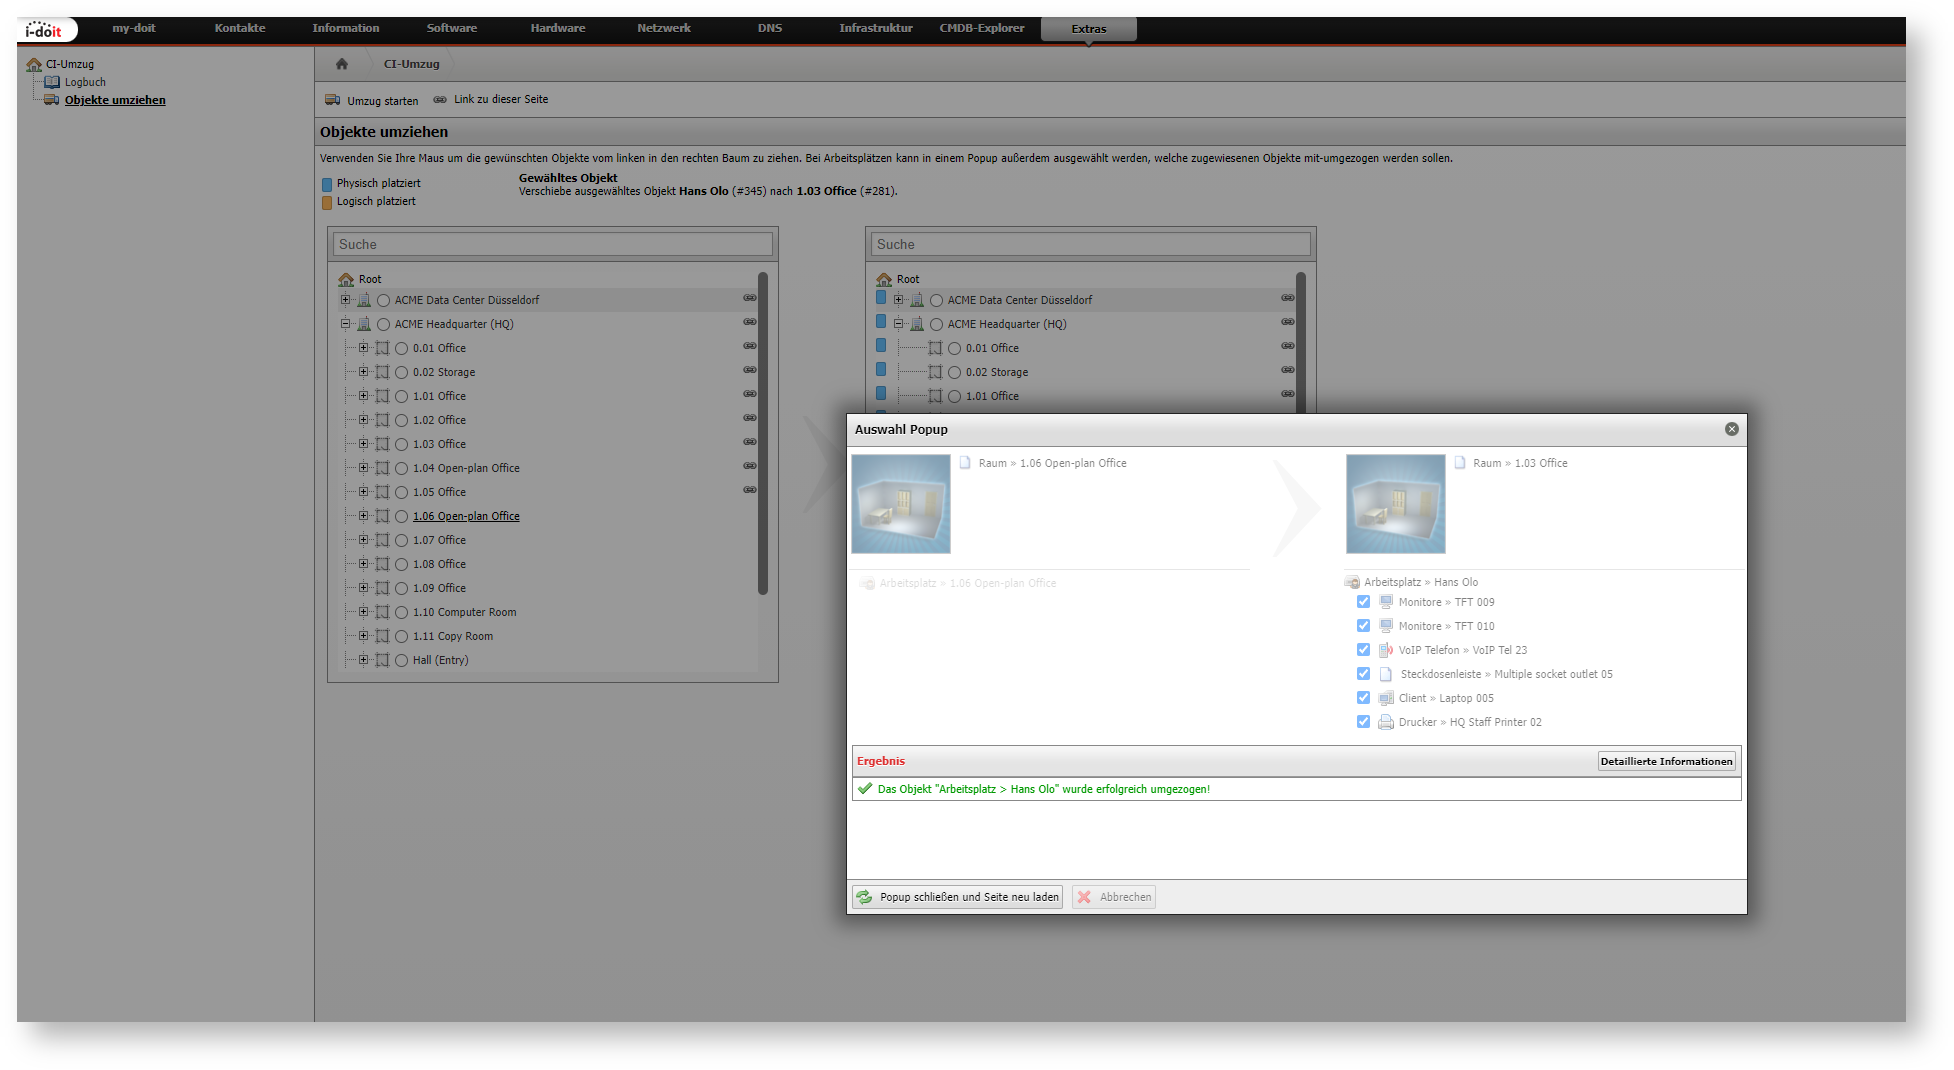 i-doit
my-doit Kontakte Information Software Hardware Netzwerk DNS Infrastruktur CMDB-Explorer Extras
CI-Umzug
Logbuch
Objekte umziehen
CI-Umzug
Umzug starten Link zu dieser Seite
Objekte umziehen
Verwenden Sie Ihre Maus um die gewünschten Objekte vom linken in den rechten Baum zu ziehen. Bei Arbeitsplätzen kann in einem Popup außerdem ausgewählt werden, welche zugewiesenen Objekte mit-umgezogen werden sollen.
Physisch platziert
Logisch platziert
Gewähltes Objekt
Verschiebe ausgewähltes Objekt Hans Olo (#345) nach 1.03 Office (#281).
Suche
Root
ACME Data Center Düsseldorf
ACME Headquarter (HQ)
0.01 Office
0.02 Storage
1.01 Office
1.02 Office
1.03 Office
1.04 Open-plan Office
1.05 Office
1.06 Open-plan Office
1.07 Office
1.08 Office
1.09 Office
1.10 Computer Room
1.11 Copy Room
Hall (Entry)
Suche
Root
ACME Data Center Düsseldorf
ACME Headquarter (HQ)
0.01 Office
0.02 Storage
1.01 Office
Auswahl Popup
Raum » 1.06 Open-plan Office
Arbeitsplatz » 1.06 Open-plan Office
Raum » 1.03 Office
Arbeitsplatz » Hans Olo
Monitore » TFT 009
Monitore » TFT 010
VoIP Telefon » VoIP Tel 23
Steckdosenleiste » Multiple socket outlet 05
Client » Laptop 005
Drucker » HQ Staff Printer 02
Ergebnis Detaillierte Informationen
Das Objekt "Arbeitsplatz > Hans Olo" wurde erfolgreich umgezogen!
Popup schließen und Seite neu laden Abbrechen